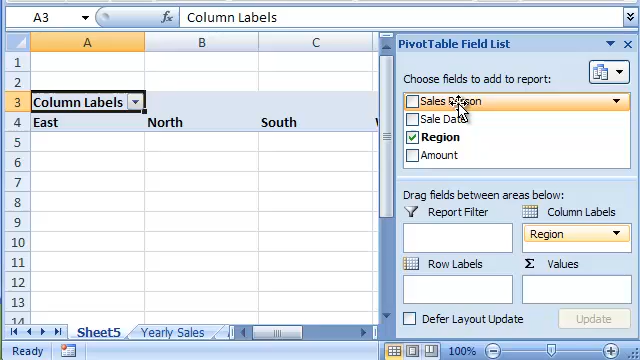 A3 fx Column Labels
A B C
1
2
3 Column Labels
4 East North South
5
6
7
8
9
10
11
12
13
14
Sheet5 Yearly Sales
Ready 100%
PivotTable Field List
Choose fields to add to report:
Sales Person
Sale Date
Region
Amount
Drag fields between areas below:
Report Filter Column Labels
Region
Row Labels Σ Values
Defer Layout Update Update